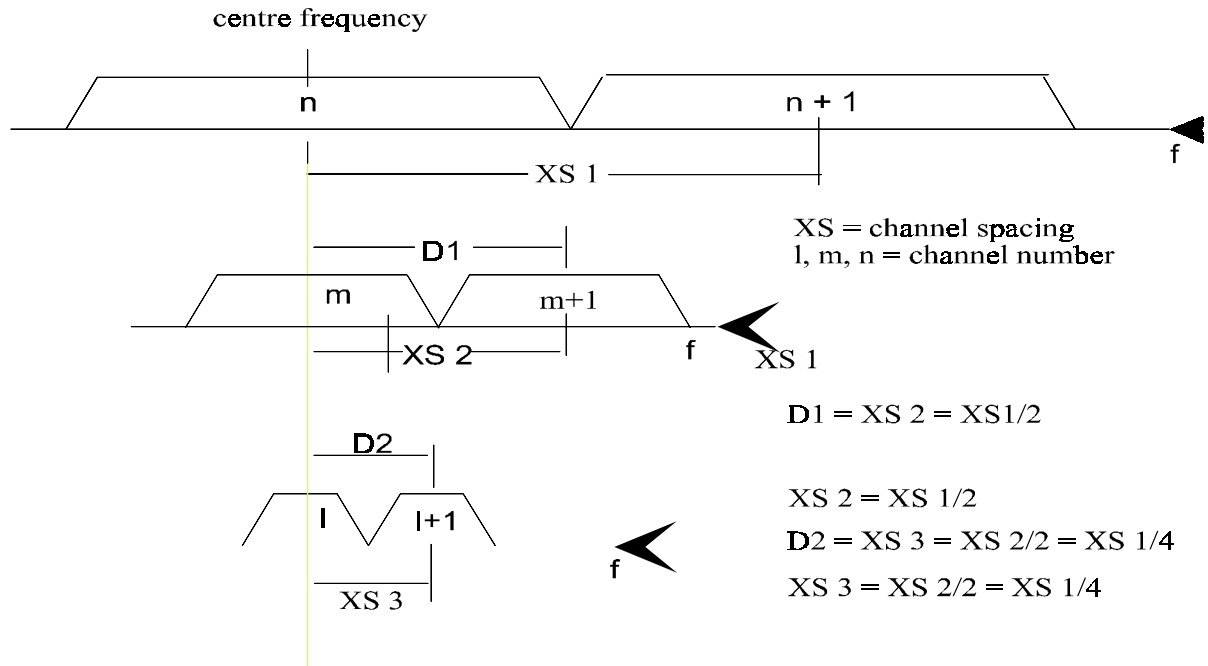 centre frequency
n
n + 1
f
XS 1
XS = channel spacing
l, m, n = channel number
D1
m
m+1
f
XS 2
XS 1
D1 = XS 2 = XS1/2
D2
XS 2 = XS 1/2
l
l+1
D2 = XS 3 = XS 2/2 = XS 1/4
f
XS 3
XS 3 = XS 2/2 = XS 1/4